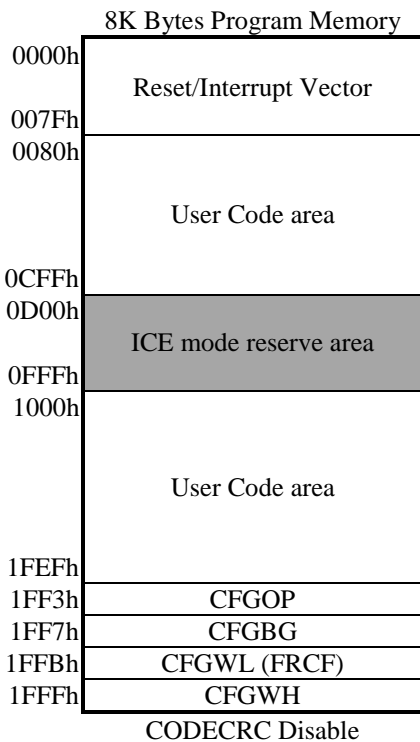 8K Bytes Program Memory
0000h
Reset/Interrupt Vector
007Fh
0080h
User Code area
0CFFh
0D00h
ICE mode reserve area
0FFFh
1000h
User Code area
1FEFh
1FF3h CFGOP
1FF7h CFGBG
1FFBh CFGWL (FRCF)
1FFFh CFGWH
CODECRC Disable